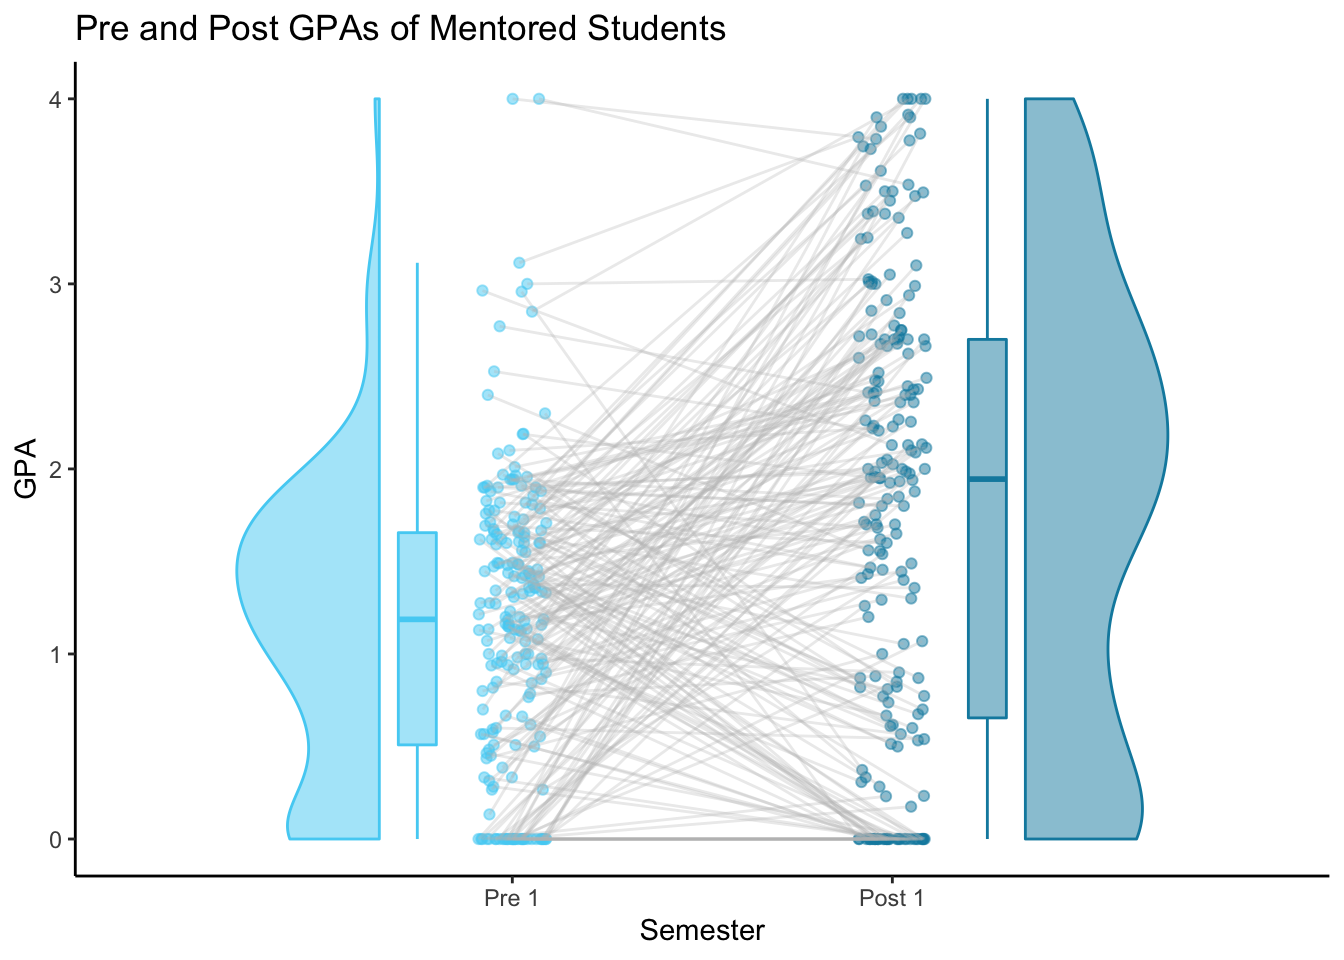 Pre and Post GPAs of Mentored Students
4
3
2
1
0
GPA
Pre 1
Post 1
Semester